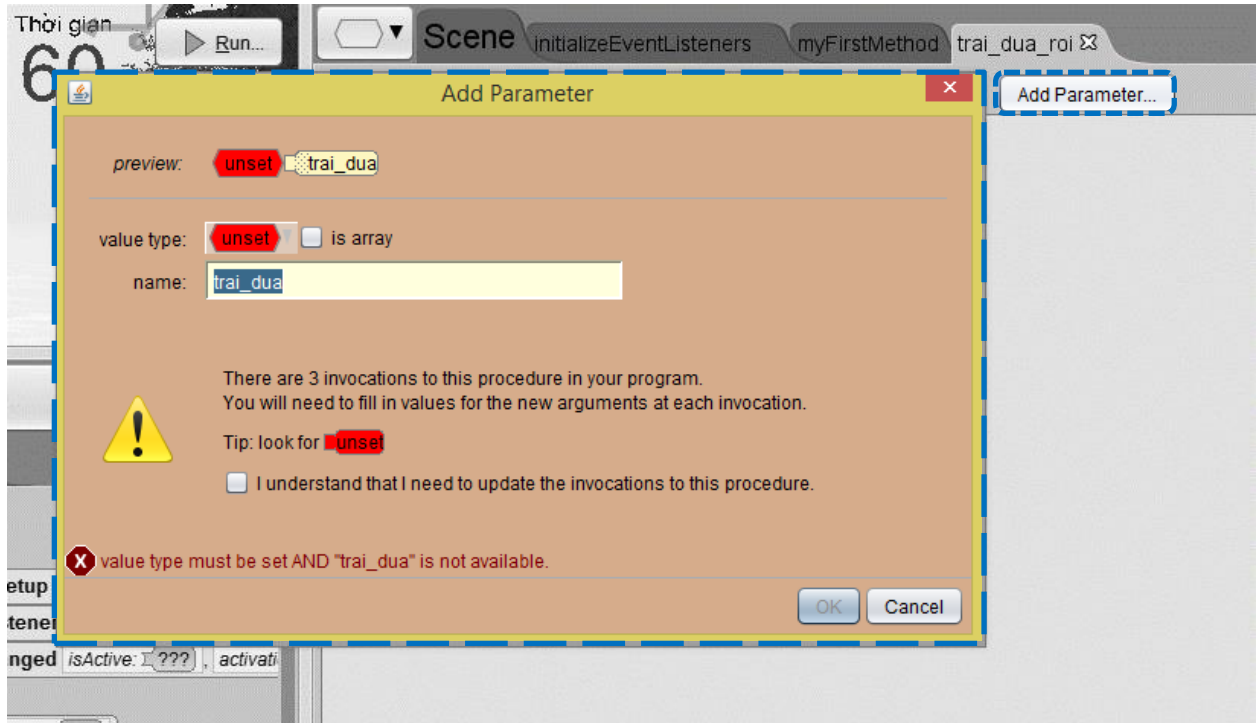 Thời gian
60
Run...
Scene initializeEventListeners myFirstMethod trai_dua_roi
Add Parameter
Add Parameter...
preview: unset trai_dua
value type: unset is array
name: trai_dua
There are 3 invocations to this procedure in your program.
You will need to fill in values for the new arguments at each invocation.
Tip: look for unset
I understand that I need to update the invocations to this procedure.
X value type must be set AND "trai_dua" is not available.
OK Cancel
etup
tener
nged isActive: ??? , activati